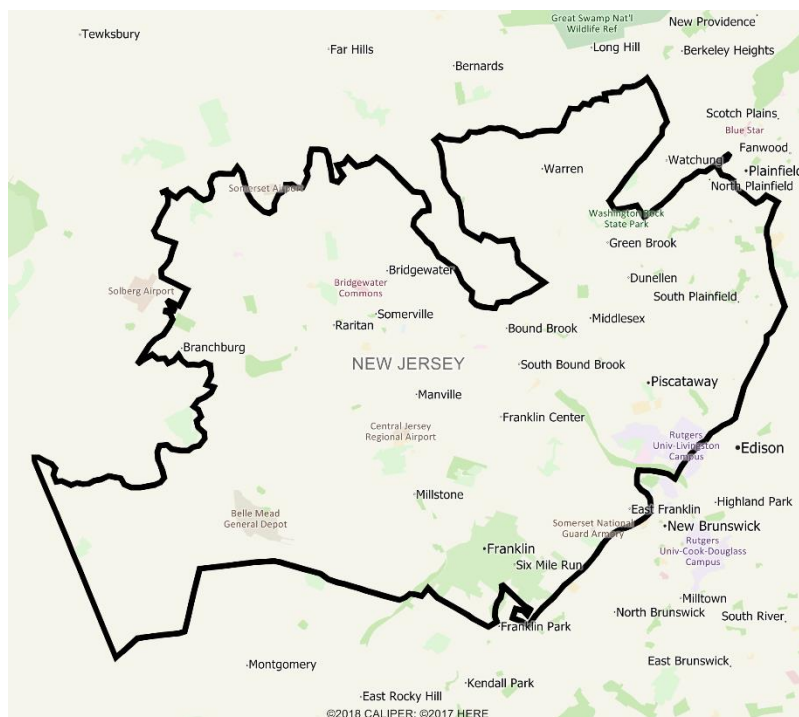 Great Swamp Nat'l
Wildlife Ref
New Providence
Tewksbury
Far Hills
Long Hill
Berkeley Heights
Bernards
Scotch Plains
Blue Star
Fanwood
Watchung
Warren
Plainfield
North Plainfield
Somerset Airport
Washington Rock
State Park
Green Brook
Bridgewater
Dunellen
Solberg Airport
Bridgewater
Commons
South Plainfield
Somerville
Middlesex
Raritan
Bound Brook
Branchburg
NEW JERSEY
South Bound Brook
Piscataway
Manville
Franklin Center
Central Jersey
Regional Airport
Rutgers
Univ-Livingston
Campus
Edison
Millstone
Belle Mead
General Depot
East Franklin
Highland Park
Somerset National
Guard Armory
New Brunswick
Franklin
Rutgers
Univ-Cook-Douglass
Campus
Six Mile Run
Milltown
North Brunswick
South River
Franklin Park
Montgomery
East Brunswick
Kendall Park
East Rocky Hill
©2018 CALIPER; ©2017 HERE